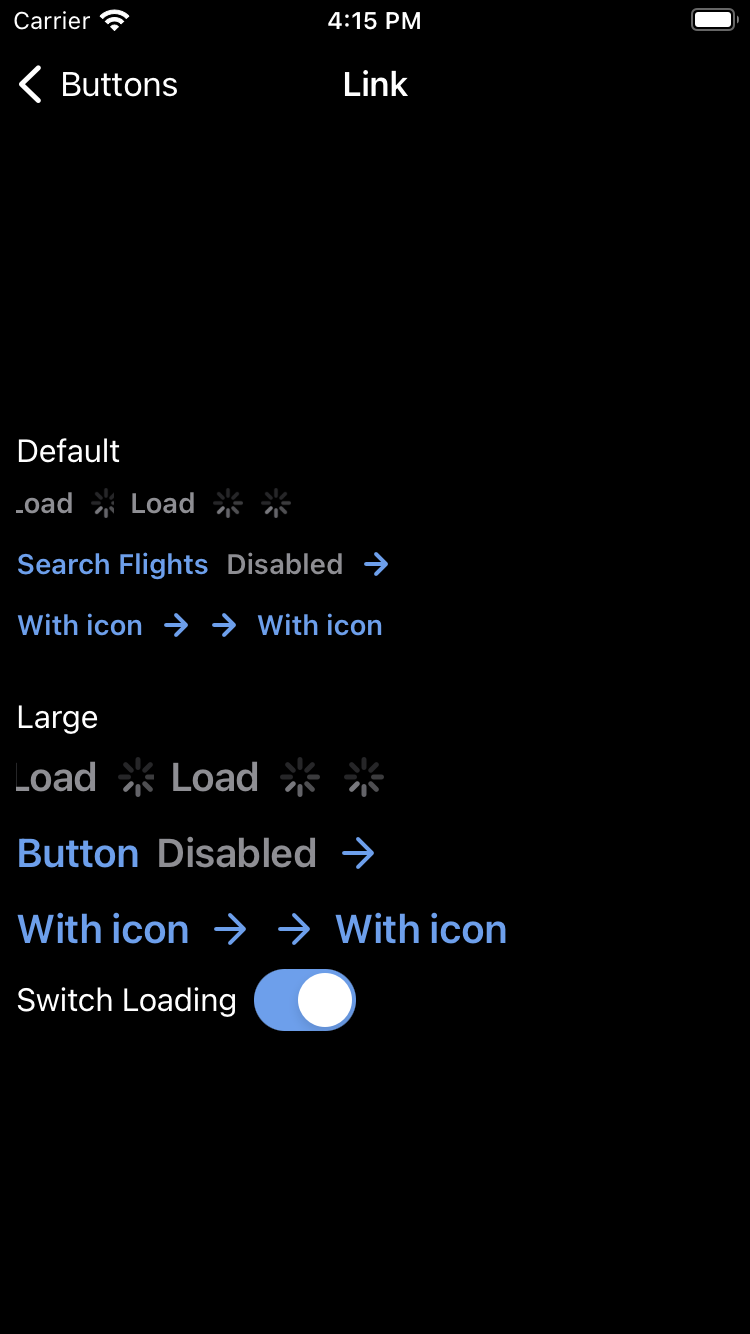 Carrier 4:15 PM
Buttons Link
Default
Load Load
Search Flights Disabled
With icon With icon
Large
Load Load
Button Disabled
With icon With icon
Switch Loading